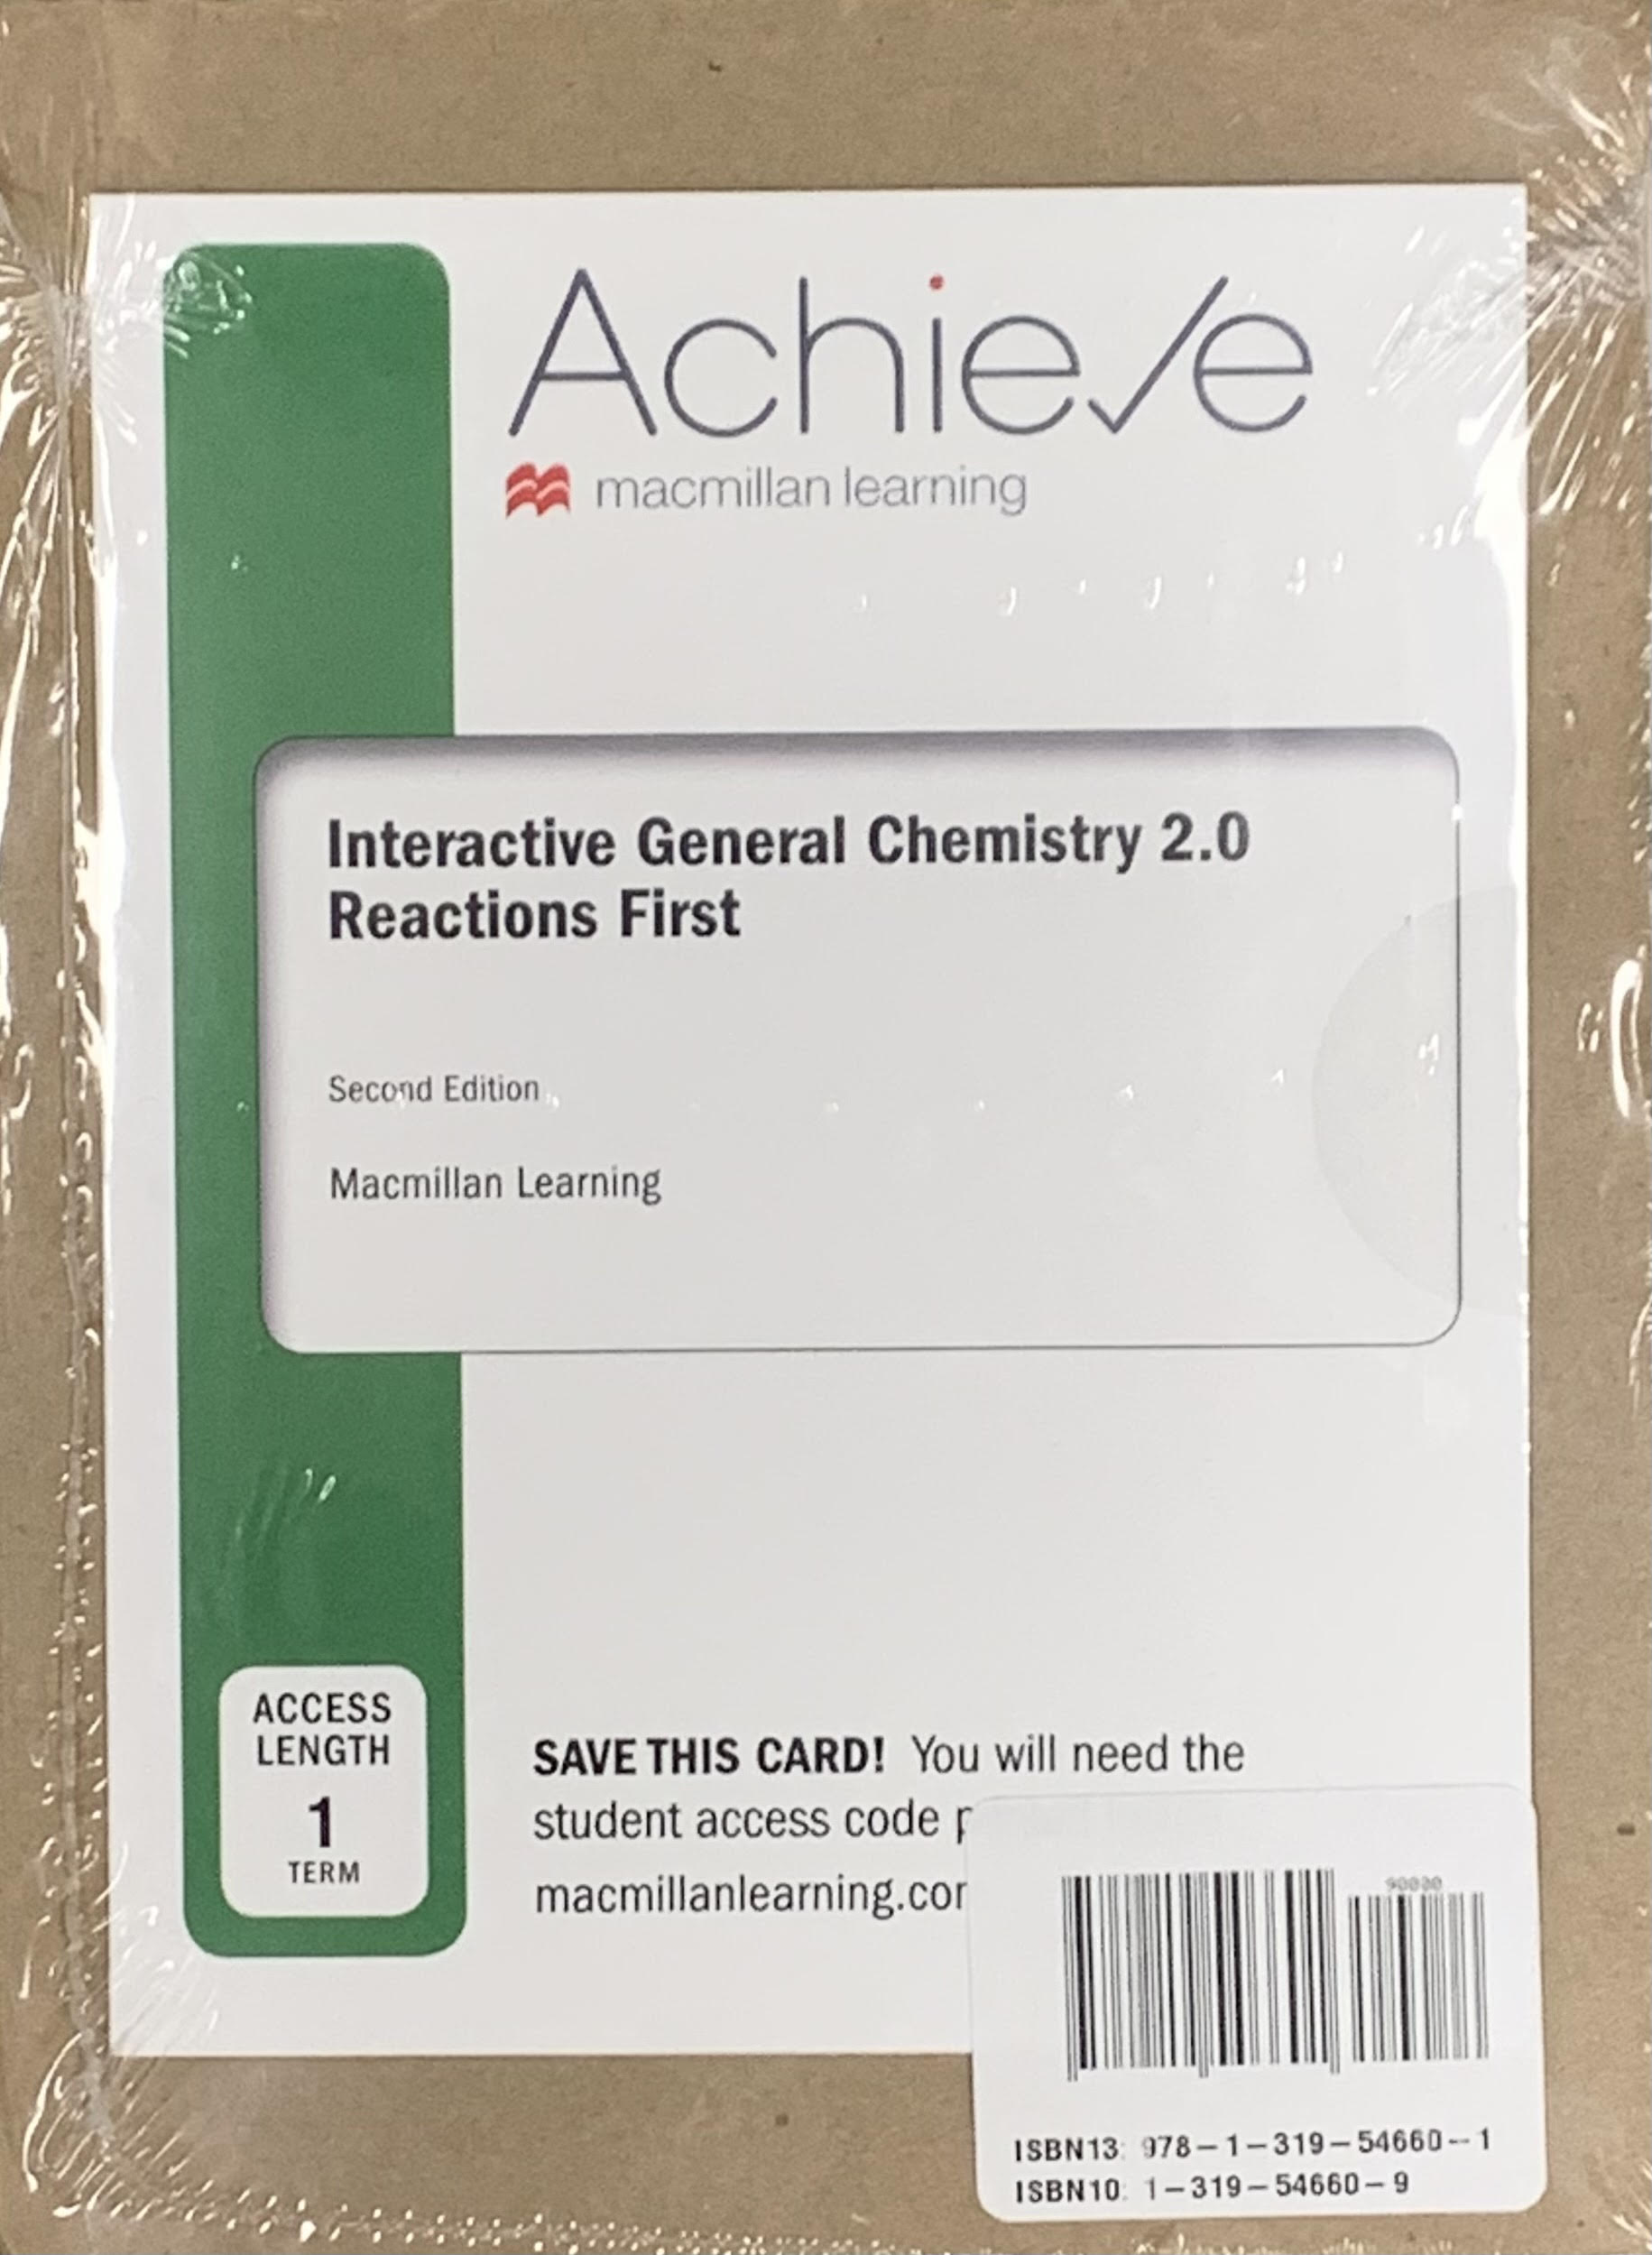 Achieve
macmillan learning
Interactive General Chemistry 2.0
Reactions First
Second Edition
Macmillan Learning
ACCESS
LENGTH
1
TERM
SAVE THIS CARD! You will need the
student access code
macmillanlearning.co
90000
ISBN13: 978-1-319-54660-1
ISBN10: 1-319-54660-9